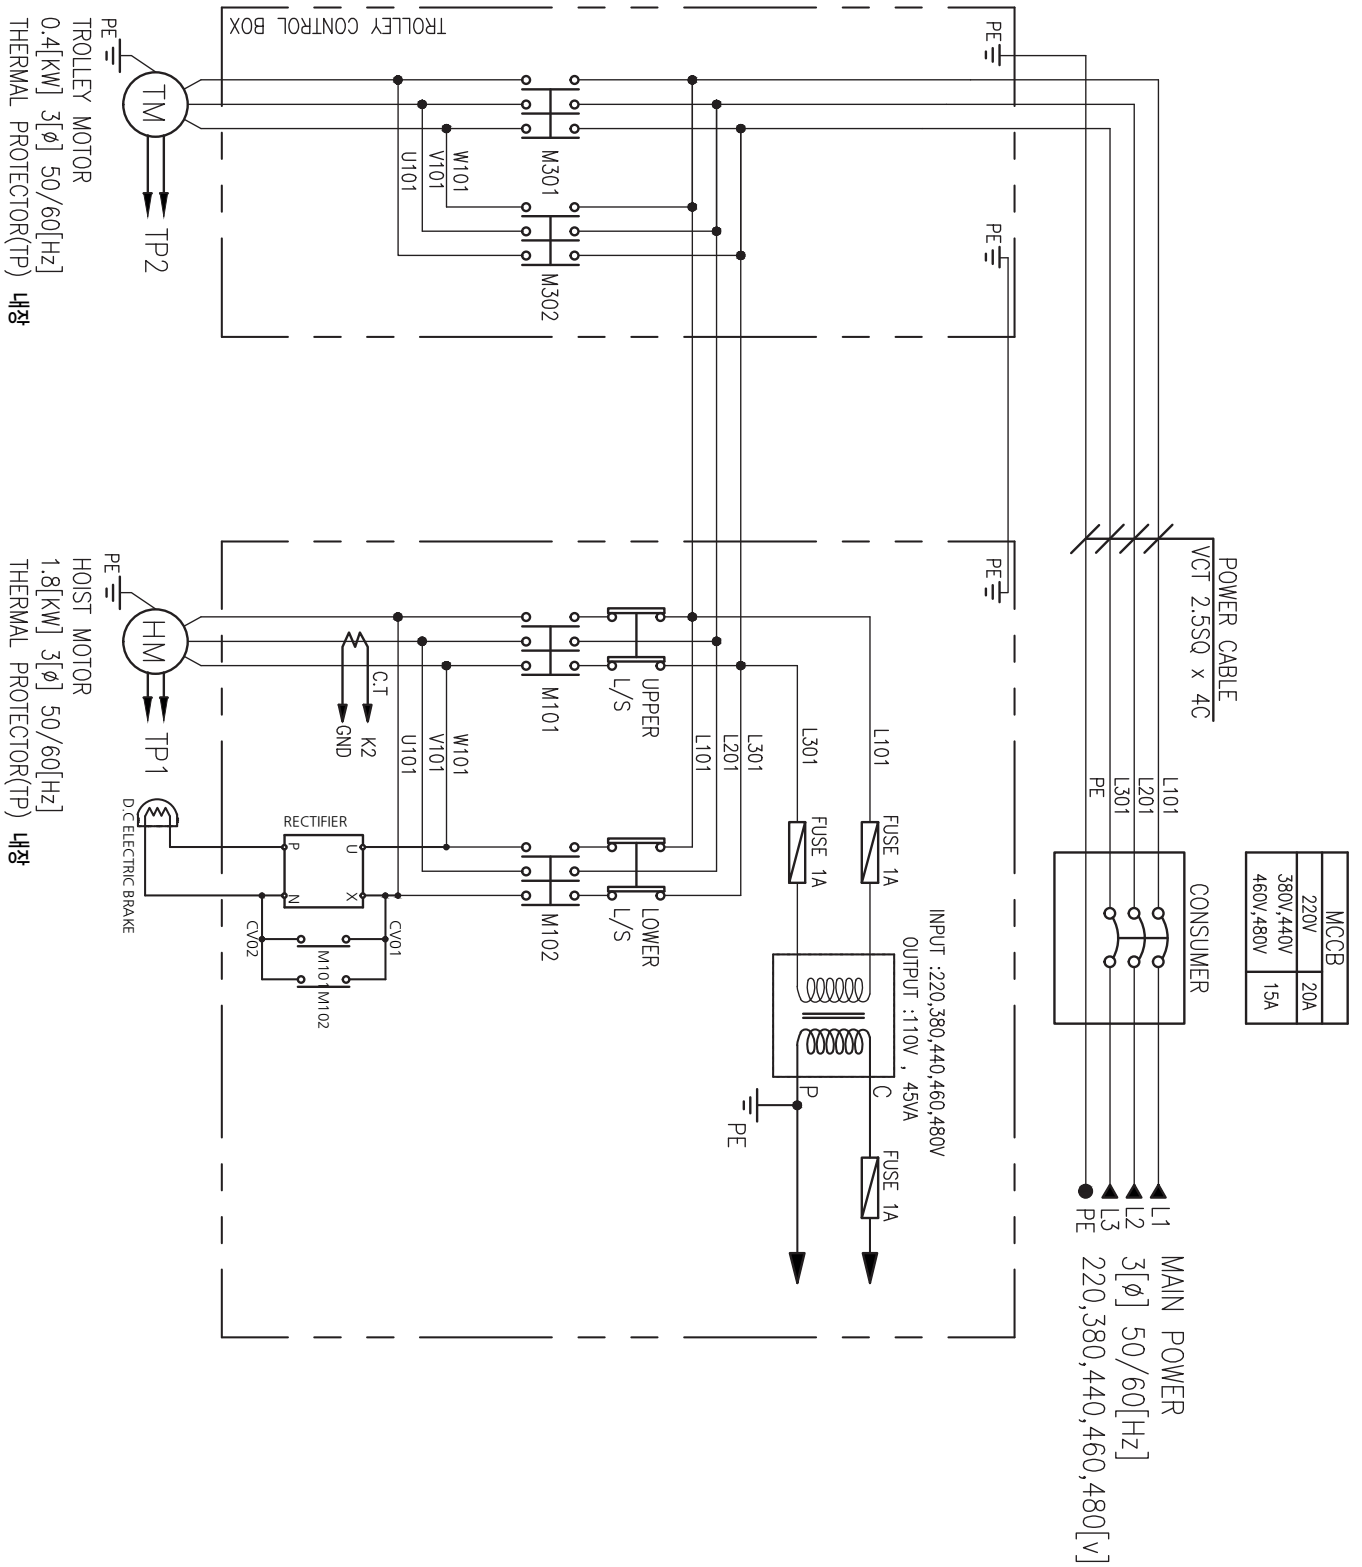 MAIN POWER
3[ø] 50/60[Hz]
220,380,440,460,480[v]
L1
L2
L3
PE
MCCB
220V
20A
380V,440V
460V,480V
15A
CONSUMER
L101
L201
L301
PE
POWER CABLE
VCT 2.5SQ x 4C
TROLLEY CONTROL BOX
PE
PE
M301
M302
W101
V101
U101
PE
TM
TP2
TROLLEY MOTOR
0.4[KW] 3[ø] 50/60[Hz]
THERMAL PROTECTOR(TP) 내장
PE
INPUT :220,380,440,460,480V
OUTPUT :110V , 45VA
L101
L301
FUSE 1A
FUSE 1A
C
P
FUSE 1A
PE
L301
L201
L101
UPPER
L/S
LOWER
L/S
M101
M102
W101
V101
U101
C.T
K2
GND
RECTIFIER
U
X
P
N
CV01
CV02
M101
M102
D.C ELECTRIC BRAKE
PE
HM
TP1
HOIST MOTOR
1.8[KW] 3[ø] 50/60[Hz]
THERMAL PROTECTOR(TP) 내장